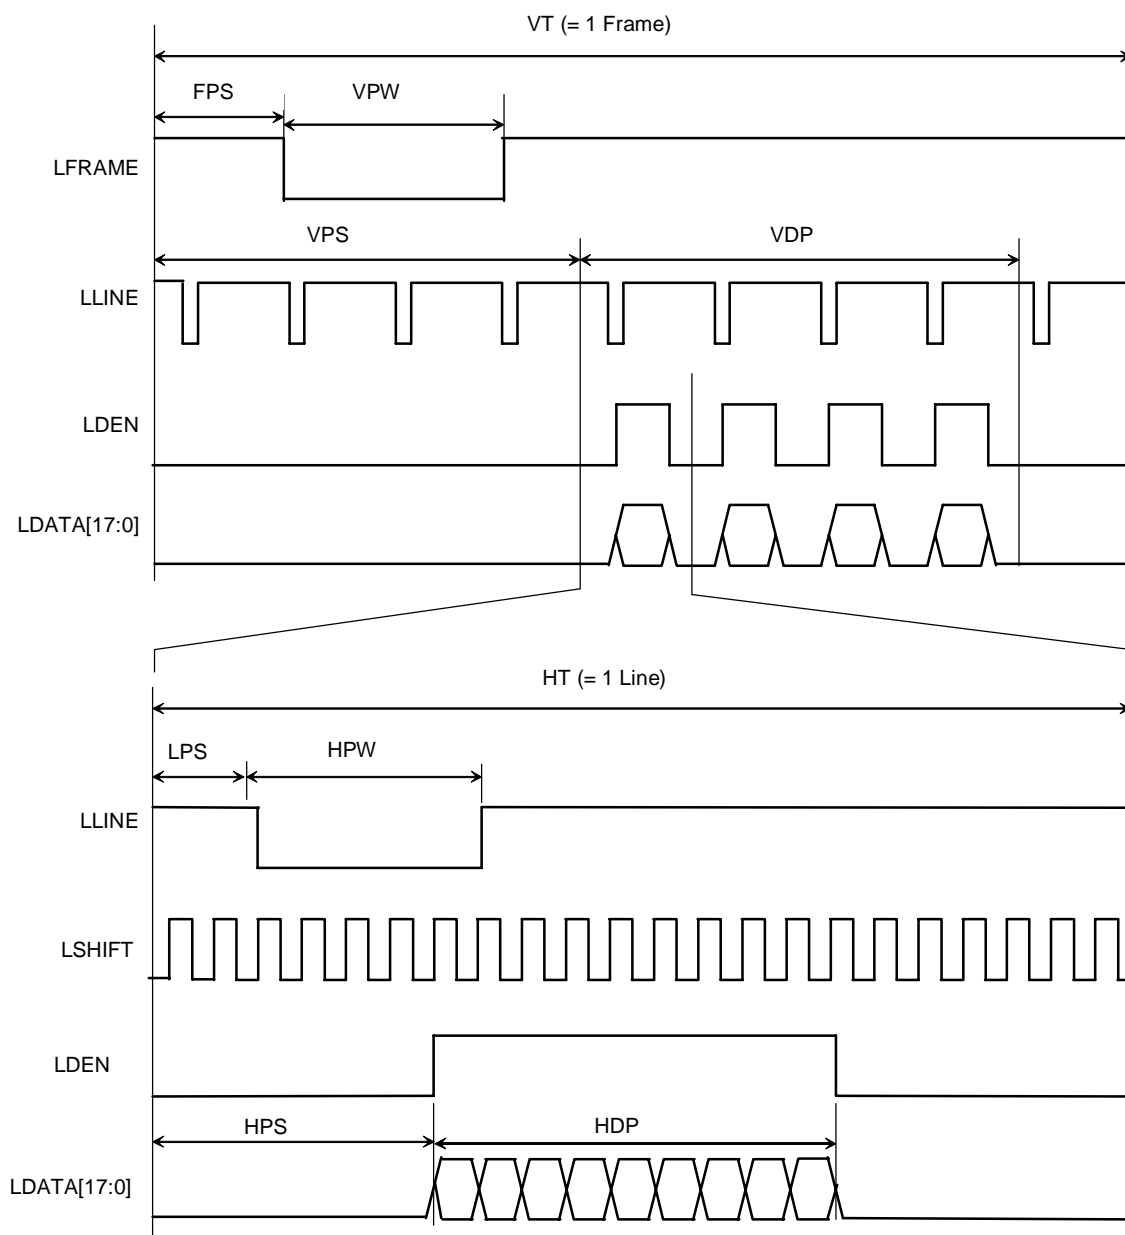 VT (= 1 Frame)
FPS
VPW
LFRAME
VPS
VDP
LLINE
LDEN
LDATA[17:0]
HT (= 1 Line)
LPS
HPW
LLINE
LSHIFT
LDEN
HPS
HDP
LDATA[17:0]